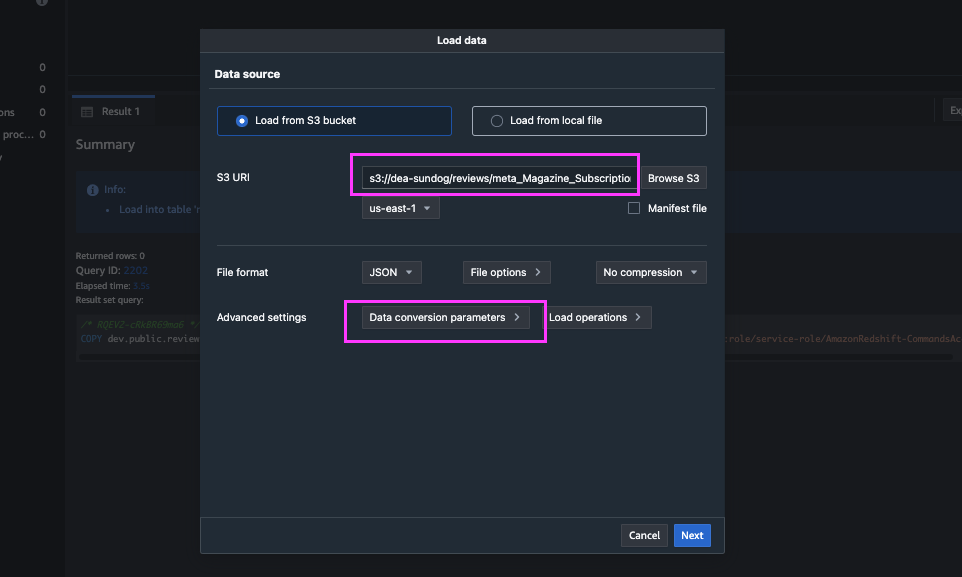 Load data
Data source
Load from S3 bucket
Load from local file
S3 URI
s3://dea-sundog/reviews/meta_Magazine_Subscription
Browse S3
us-east-1
Manifest file
File format
JSON
File options
No compression
Advanced settings
Data conversion parameters
Load operations
Cancel
Next
0
0
ons 0
proc... 0
Result 1
Ex
Summary
Info:
Load into table 'r
Returned rows: 0
Query ID: 2202
Elapsed time: 3.5s
Result set query:
/* RQEV2-cRkBR69ma6 */
COPY dev.public.review
role/service-role/AmazonRedshift-CommandsAc